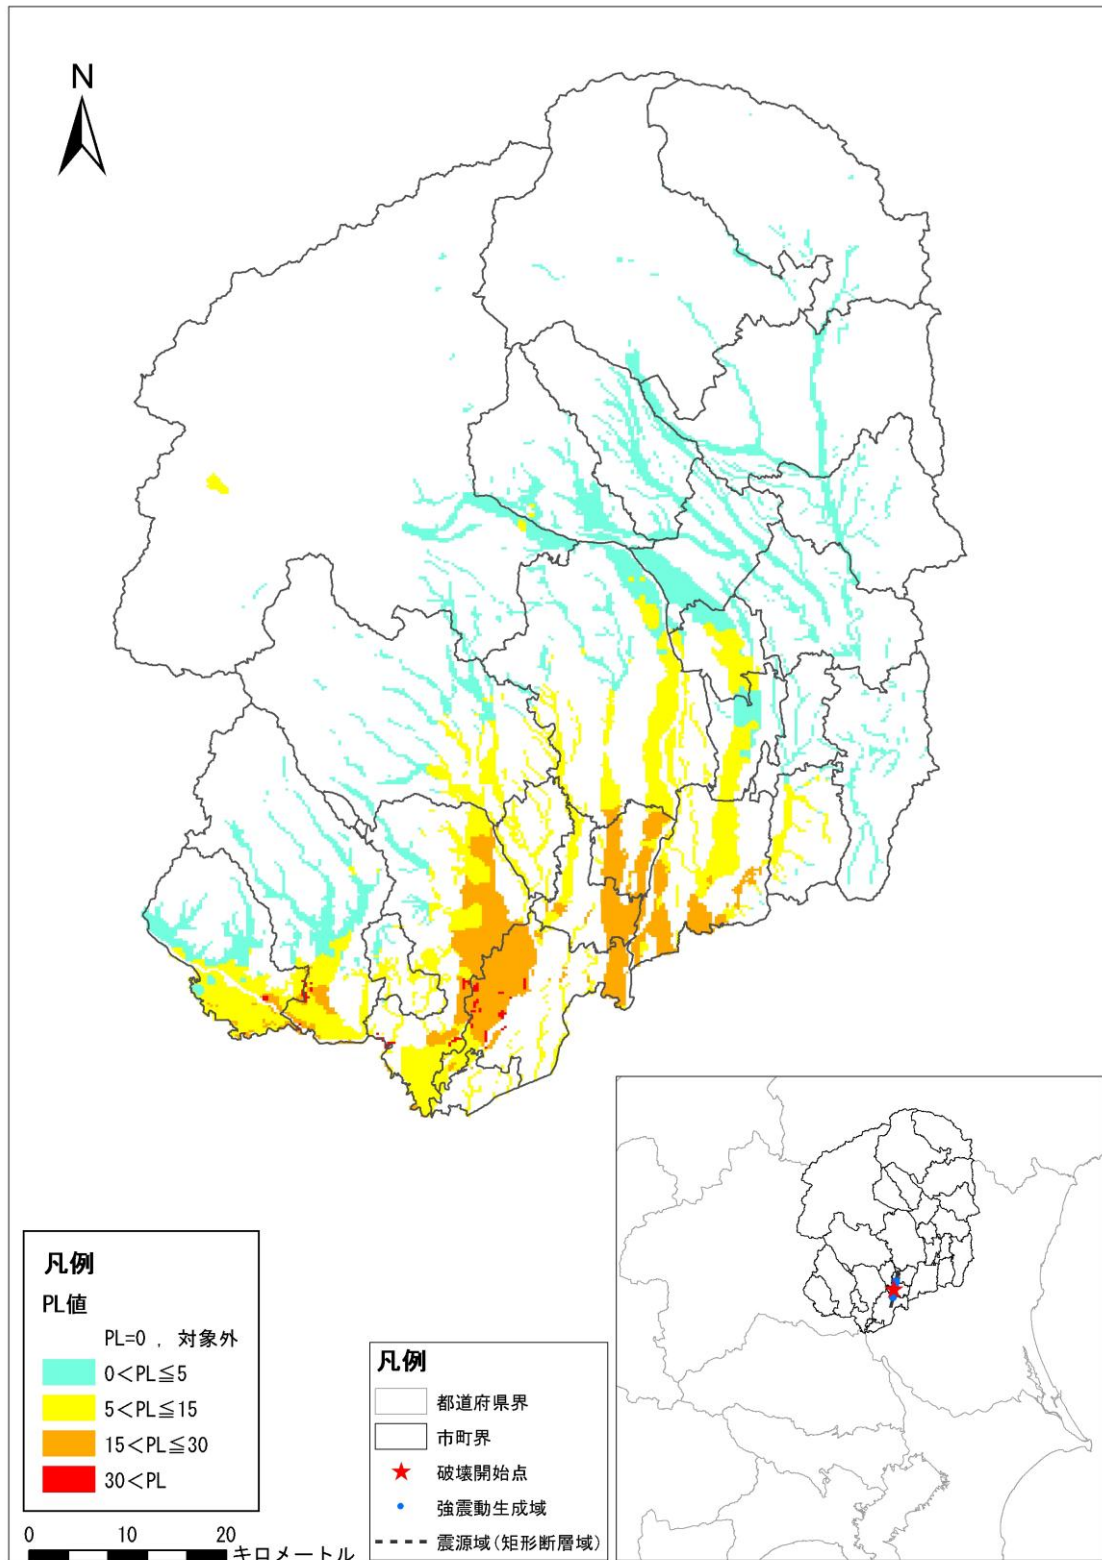 N
凡例
PL値
PL=0 , 対象外
0<PL≦5
5<PL≦15
15<PL≦30
30<PL
0 10 20
キロメートル
凡例
都道府県界
市町界
破壊開始点
強震動生成域
震源域(矩形断層域)